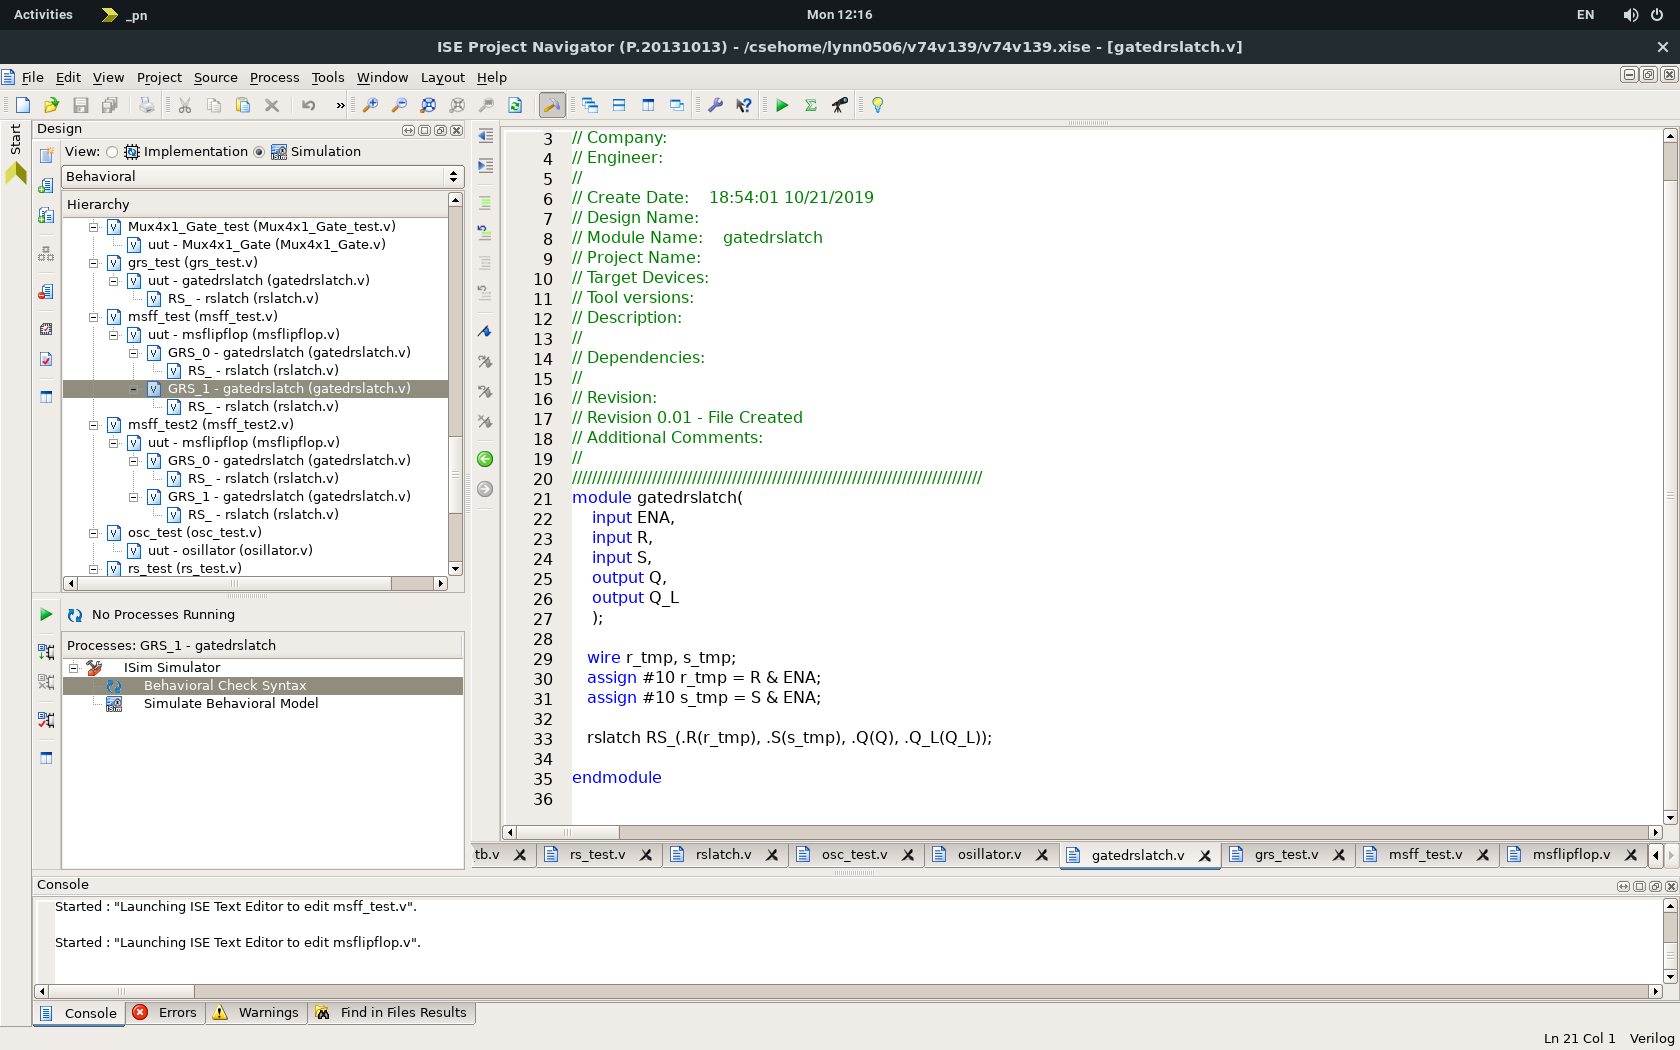 Activities
_pn
Mon 12:16
EN
ISE Project Navigator (P.20131013) - /csehome/lynn0506/v74v139/v74v139.xise - [gatedrslatch.v]
File Edit View Project Source Process Tools Window Layout Help
»
Start
Design
View: Implementation Simulation
Behavioral
Hierarchy
Mux4x1_Gate_test (Mux4x1_Gate_test.v)
uut - Mux4x1_Gate (Mux4x1_Gate.v)
grs_test (grs_test.v)
uut - gatedrslatch (gatedrslatch.v)
RS_ - rslatch (rslatch.v)
msff_test (msff_test.v)
uut - msflipflop (msflipflop.v)
GRS_0 - gatedrslatch (gatedrslatch.v)
RS_ - rslatch (rslatch.v)
GRS_1 - gatedrslatch (gatedrslatch.v)
RS_ - rslatch (rslatch.v)
msff_test2 (msff_test2.v)
uut - msflipflop (msflipflop.v)
GRS_0 - gatedrslatch (gatedrslatch.v)
RS_ - rslatch (rslatch.v)
GRS_1 - gatedrslatch (gatedrslatch.v)
RS_ - rslatch (rslatch.v)
osc_test (osc_test.v)
uut - osillator (osillator.v)
rs_test (rs_test.v)
No Processes Running
Processes: GRS_1 - gatedrslatch
ISim Simulator
Behavioral Check Syntax
Simulate Behavioral Model
3 // Company:
4 // Engineer:
5 //
6 // Create Date:    18:54:01 10/21/2019
7 // Design Name:
8 // Module Name:    gatedrslatch
9 // Project Name:
10 // Target Devices:
11 // Tool versions:
12 // Description:
13 //
14 // Dependencies:
15 //
16 // Revision:
17 // Revision 0.01 - File Created
18 // Additional Comments:
19 //
20 //////////////////////////////////////////////////////////////////////////////////
21 module gatedrslatch(
22     input ENA,
23     input R,
24     input S,
25     output Q,
26     output Q_L
27     );
28
29    wire r_tmp, s_tmp;
30    assign #10 r_tmp = R & ENA;
31    assign #10 s_tmp = S & ENA;
32
33    rslatch RS_(.R(r_tmp), .S(s_tmp), .Q(Q), .Q_L(Q_L));
34
35 endmodule
36
tb.v rs_test.v rslatch.v osc_test.v osillator.v gatedrslatch.v grs_test.v msff_test.v msflipflop.v
Console
Started : "Launching ISE Text Editor to edit msff_test.v".
Started : "Launching ISE Text Editor to edit msflipflop.v".
Console Errors Warnings Find in Files Results
Ln 21 Col 1 Verilog